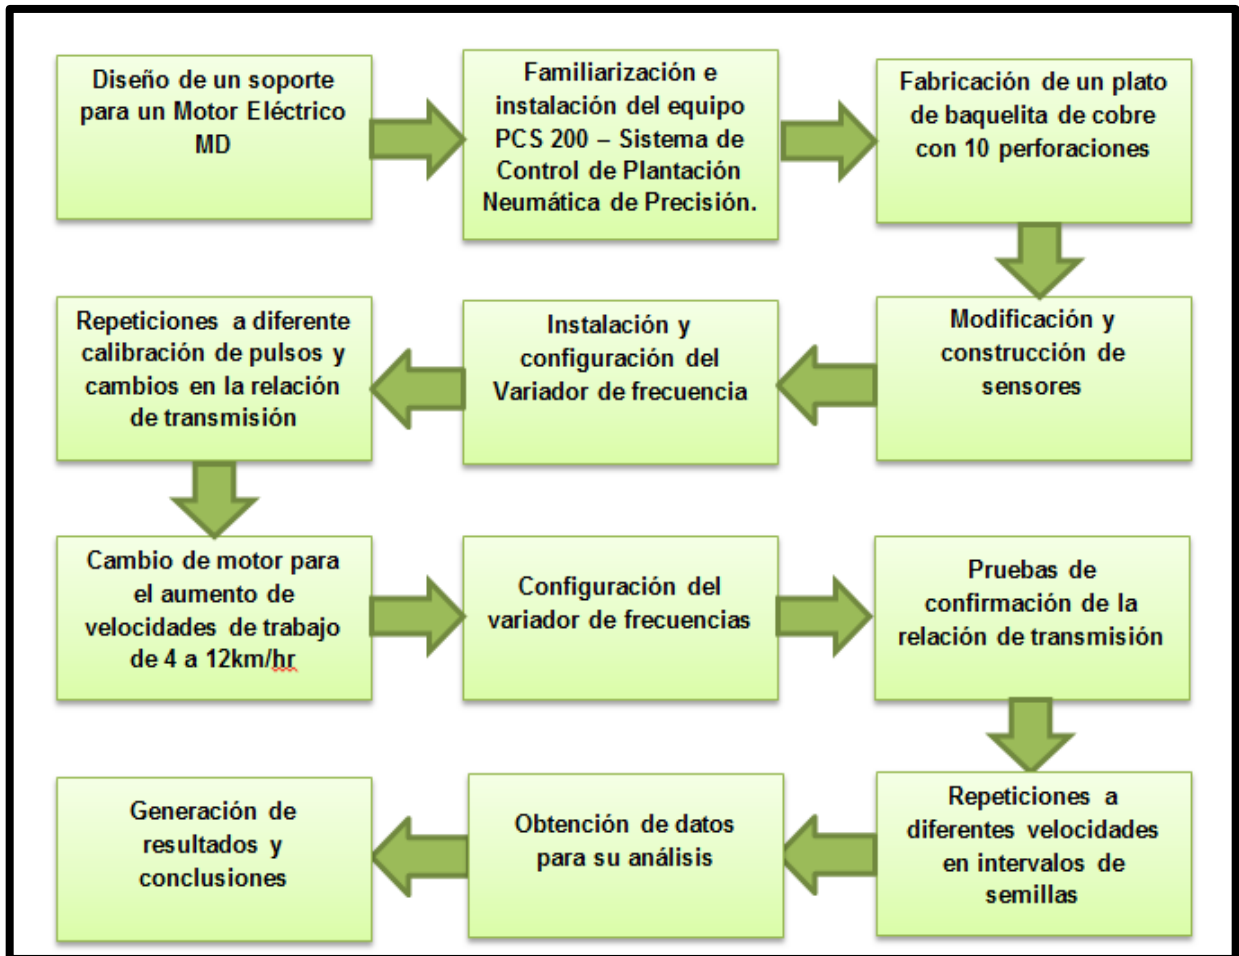 Diseño de un soporte
para un Motor Eléctrico
MD
Familiarización e
instalación del equipo
PCS 200 – Sistema de
Control de Plantación
Neumática de Precisión.
Fabricación de un plato
de baquelita de cobre
con 10 perforaciones
Modificación y
construcción de
sensores
Instalación y
configuración del
Variador de frecuencia
Repeticiones a diferente
calibración de pulsos y
cambios en la relación
de transmisión
Cambio de motor para
el aumento de
velocidades de trabajo
de 4 a 12km/hr
Configuración del
variador de frecuencias
Pruebas de
confirmación de la
relación de transmisión
Repeticiones a
diferentes velocidades
en intervalos de
semillas
Obtención de datos
para su análisis
Generación de
resultados y
conclusiones